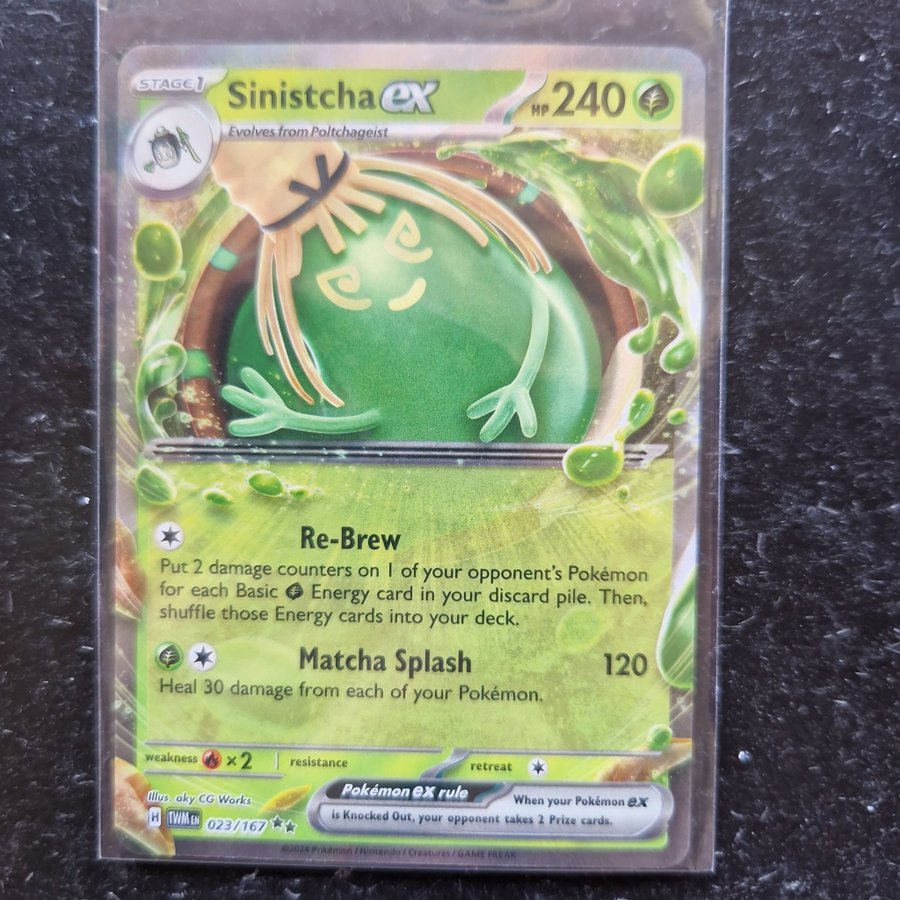 STAGE 1 Sinistcha ex HP 240
Evolves from Poltchageist
Re-Brew
Put 2 damage counters on 1 of your opponent's Pokémon
for each Basic Energy card in your discard pile. Then,
shuffle those Energy cards into your deck.
Matcha Splash 120
Heal 30 damage from each of your Pokémon.
weakness ×2 resistance retreat
Illus. aky CG Works
Pokémon ex rule
When your Pokémon ex
is Knocked Out, your opponent takes 2 Prize cards.
H TWM EN 023/167
©2024 Pokémon / Nintendo / Creatures / GAME FREAK